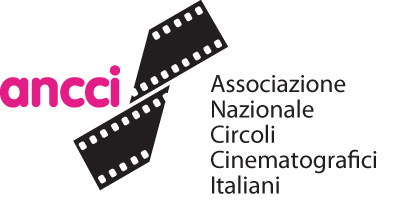 ancci
Associazione
Nazionale
Circoli
Cinematografici
Italiani